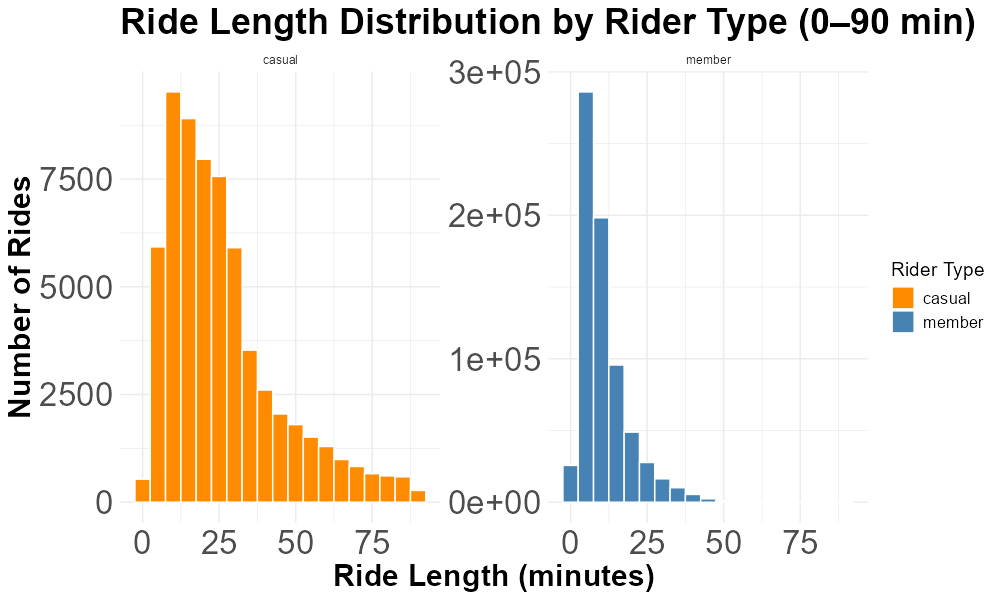 Ride Length Distribution by Rider Type (0–90 min)
casual
member
Number of Rides
7500
5000
2500
0
3e+05
2e+05
1e+05
0e+00
0 25 50 75
0 25 50 75
Ride Length (minutes)
Rider Type
casual
member